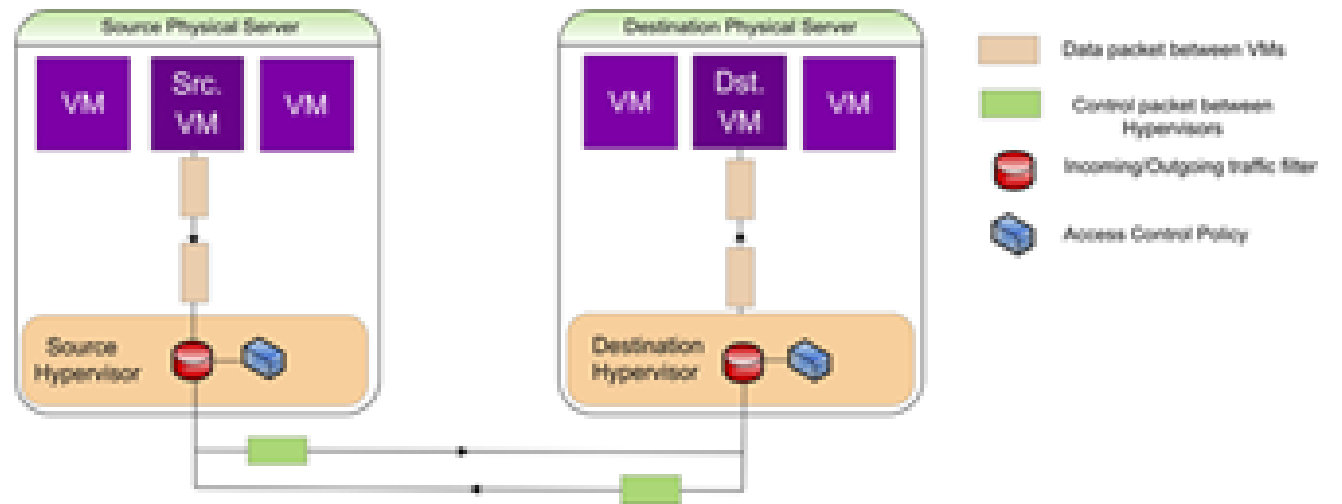 Source Physical Server
Destination Physical Server
VM
Src.
VM
VM
VM
Dst.
VM
VM
Data packet between VMs
Control packet between
Hypervisors
Incoming/Outgoing traffic filter
Access Control Policy
Source
Hypervisor
Destination
Hypervisor